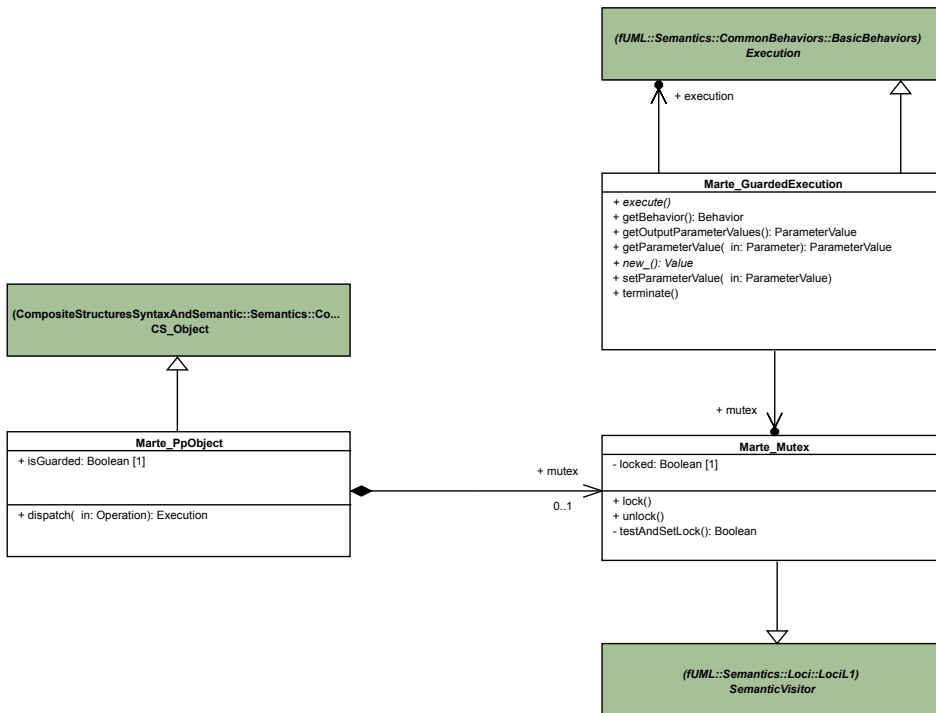 (fUML::Semantics::CommonBehaviors::BasicBehaviors)
Execution
+ execution
Marte_GuardedExecution
+ execute()
+ getBehavior(): Behavior
+ getOutputParameterValues(): ParameterValue
+ getParameterValue(  in: Parameter): ParameterValue
+ new_(): Value
+ setParameterValue(  in: ParameterValue)
+ terminate()
(CompositeStructuresSyntaxAndSemantic::Semantics::Co...
CS_Object
+ mutex
Marte_PpObject
+ isGuarded: Boolean [1]
+ dispatch(  in: Operation): Execution
+ mutex
0..1
Marte_Mutex
- locked: Boolean [1]
+ lock()
+ unlock()
- testAndSetLock(): Boolean
(fUML::Semantics::Loci::LociL1)
SemanticVisitor